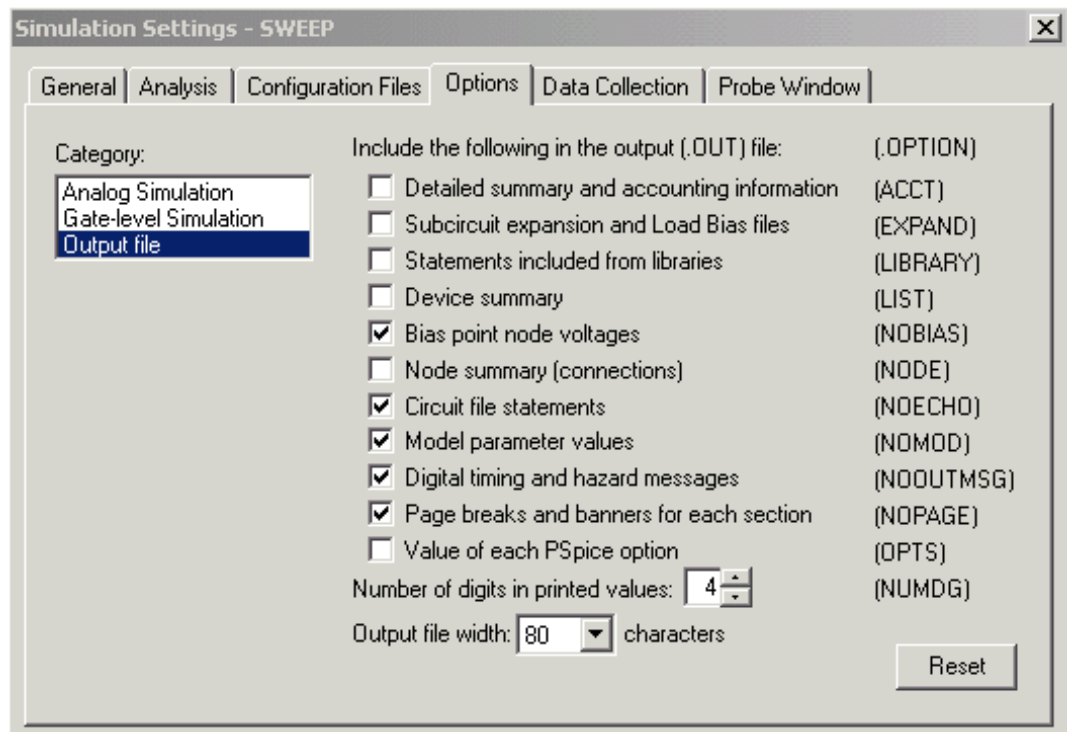 Simulation Settings - SWEEP
General Analysis Configuration Files Options Data Collection Probe Window
Category:
Analog Simulation
Gate-level Simulation
Output file
Include the following in the output (.OUT) file: (.OPTION)
Detailed summary and accounting information (ACCT)
Subcircuit expansion and Load Bias files (EXPAND)
Statements included from libraries (LIBRARY)
Device summary (LIST)
Bias point node voltages (NOBIAS)
Node summary (connections) (NODE)
Circuit file statements (NOECHO)
Model parameter values (NOMOD)
Digital timing and hazard messages (NOOUTMSG)
Page breaks and banners for each section (NOPAGE)
Value of each PSpice option (OPTS)
Number of digits in printed values: 4 (NUMDG)
Output file width: 80 characters
Reset